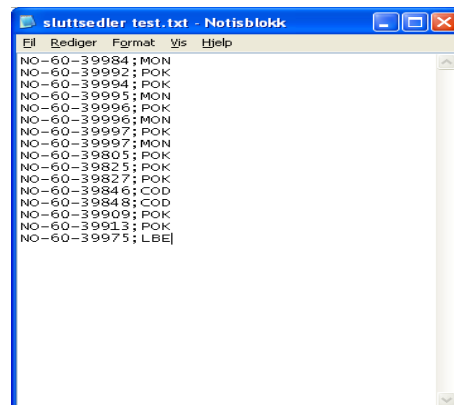 sluttsedler test.txt - Notisblokk
Fil Rediger Format Vis Hjelp
NO-60-39984;MON
NO-60-39992;POK
NO-60-39994;POK
NO-60-39995;MON
NO-60-39996;POK
NO-60-39996;MON
NO-60-39997;POK
NO-60-39997;MON
NO-60-39805;POK
NO-60-39825;POK
NO-60-39827;POK
NO-60-39846;COD
NO-60-39848;COD
NO-60-39909;POK
NO-60-39913;POK
NO-60-39975;LBE